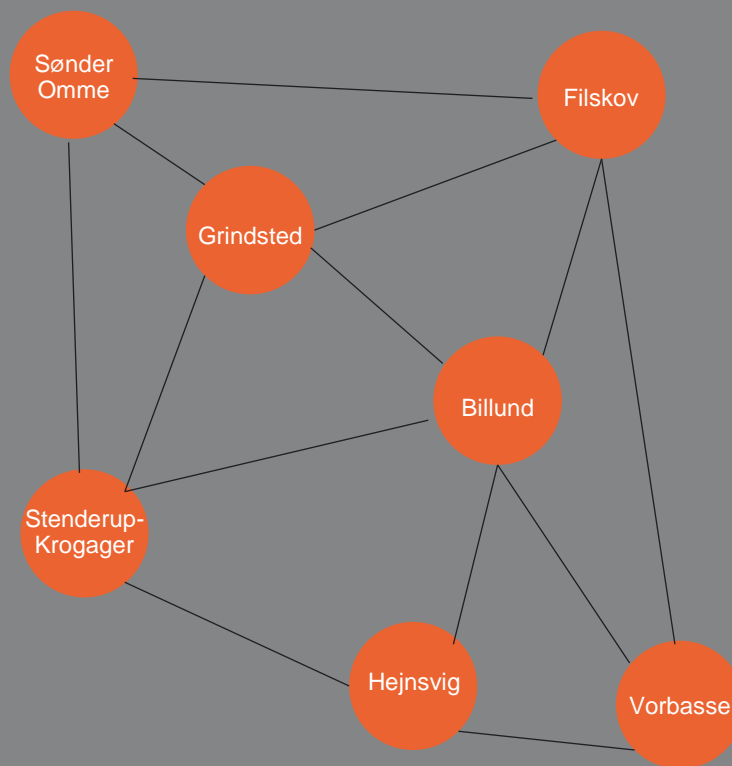 Sønder
Omme
Filskov
Grindsted
Billund
Stenderup-
Krogager
Hejnsvig
Vorbasse